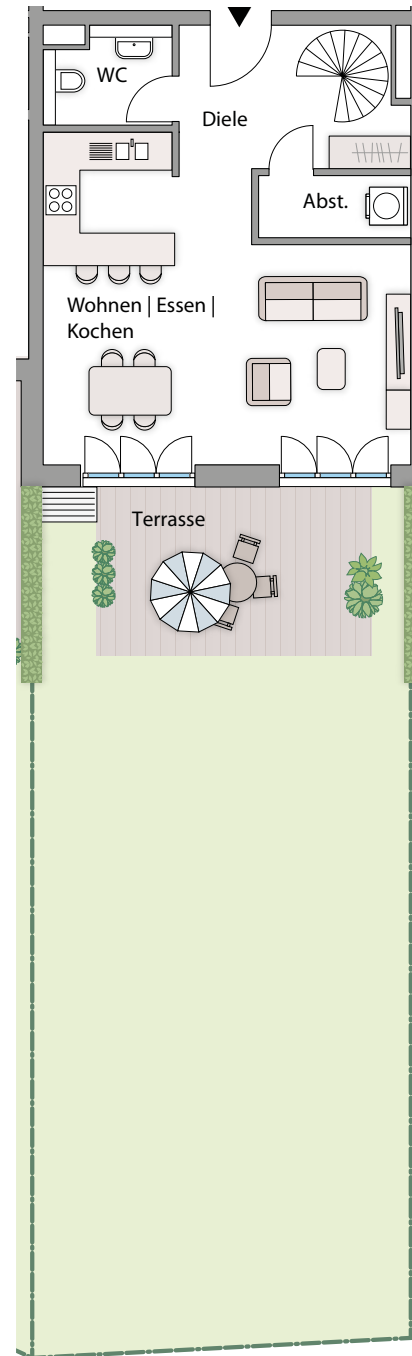 WC
Diele
Abst.
Wohnen | Essen |
Kochen
Terrasse